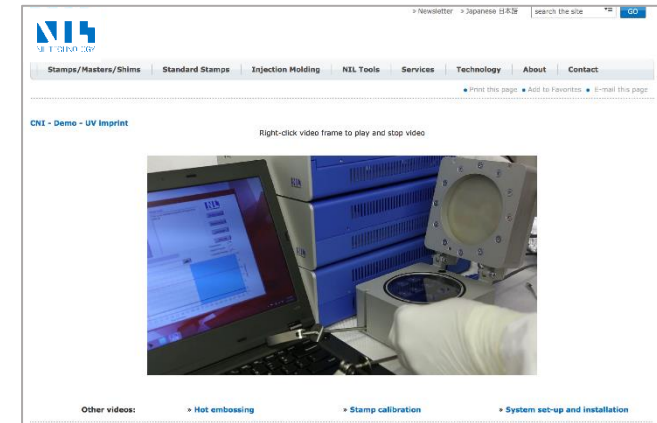 » Newsletter » Japanese 日本語 search the site GO
NIL TECHNOLOGY
Stamps/Masters/Shims Standard Stamps Injection Molding NIL Tools Services Technology About Contact
Print this page Add to Favorites E-mail this page
CNI - Demo - UV Imprint
Right-click video frame to play and stop video
Other videos: » Hot embossing » Stamp calibration » System set-up and installation